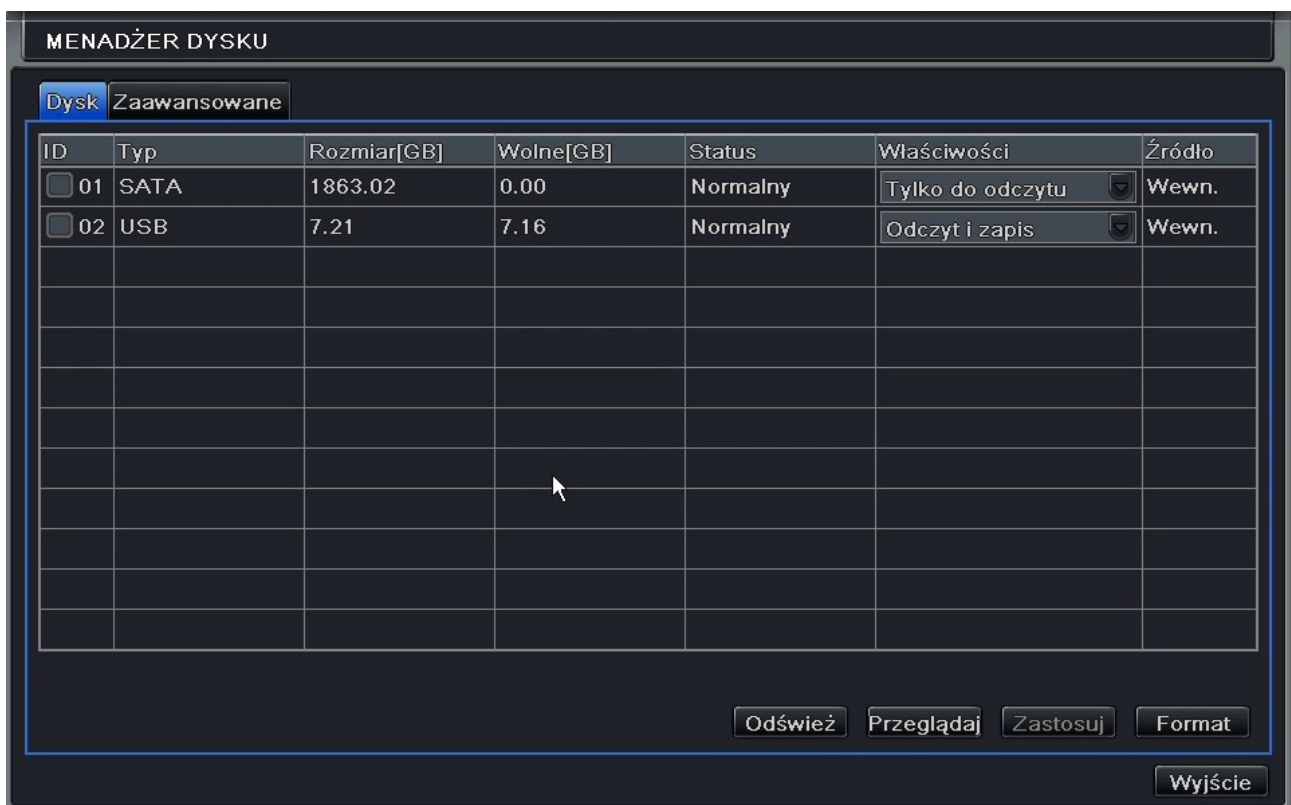 MENADŻER DYSKU
Dysk Zaawansowane
ID Typ Rozmiar[GB] Wolne[GB] Status Właściwości Źródło
01 SATA 1863.02 0.00 Normalny Tylko do odczytu Wewn.
02 USB 7.21 7.16 Normalny Odczyt i zapis Wewn.
Odśwież Przeglądaj Zastosuj Format
Wyjście